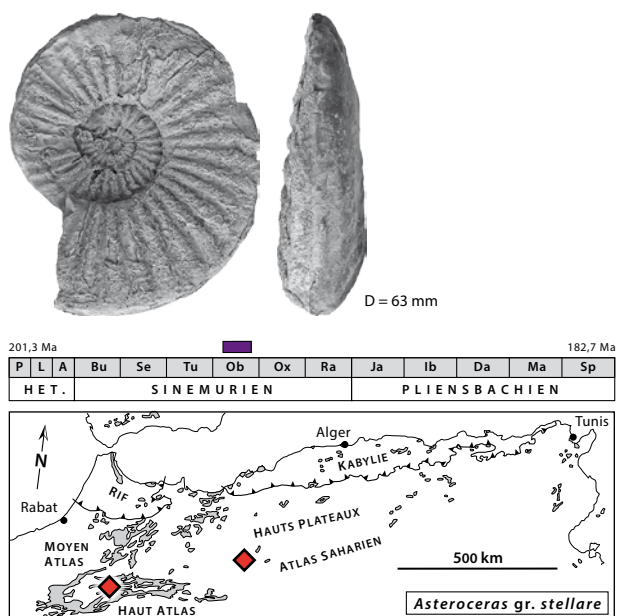 D = 63 mm
201,3 Ma 182,7 Ma
P L A Bu Se Tu Ob Ox Ra Ja Ib Da Ma Sp
HET. SINEMURIEN PLIENSBACHIEN
Tunis
Alger
N
KABYLIE
RIF
Rabat
HAUTS PLATEAUX
MOYEN
ATLAS
ATLAS SAHARIEN
500 km
HAUT ATLAS
Asteroceras gr. stellare